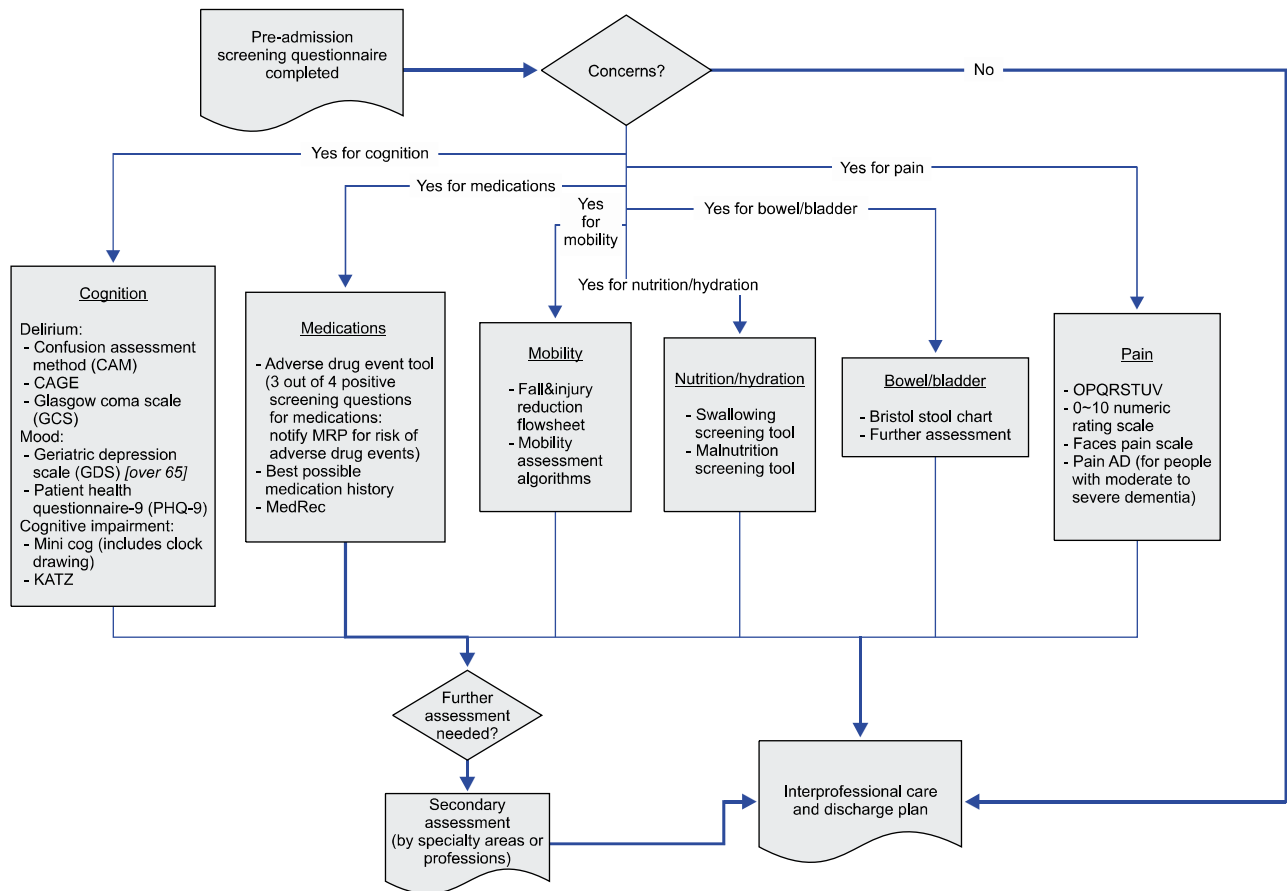 Pre-admission
screening questionnaire
completed
Concerns?
No
Yes for cognition
Yes for pain
Yes for medications
Yes
for
mobility
Yes for bowel/bladder
Yes for nutrition/hydration
Cognition
Delirium:
- Confusion assessment
method (CAM)
- CAGE
- Glasgow coma scale
(GCS)
Mood:
- Geriatric depression
scale (GDS) [over 65]
- Patient health
questionnaire-9 (PHQ-9)
Cognitive impairment:
- Mini cog (includes clock
drawing)
- KATZ
Medications
- Adverse drug event tool
(3 out of 4 positive
screening questions
for medications:
notify MRP for risk of
adverse drug events)
- Best possible
medication history
- MedRec
Mobility
- Fall&injury
reduction
flowsheet
- Mobility
assessment
algorithms
Nutrition/hydration
- Swallowing
screening tool
- Malnutrition
screening tool
Bowel/bladder
- Bristol stool chart
- Further assessment
Pain
- OPQRSTUV
- 0~10 numeric
rating scale
- Faces pain scale
- Pain AD (for people
with moderate to
severe dementia)
Further
assessment
needed?
Secondary
assessment
(by specialty areas or
professions)
Interprofessional care
and discharge plan